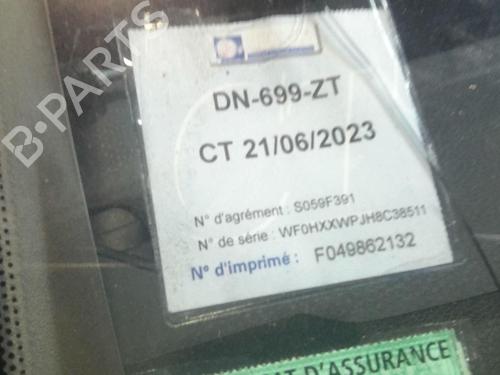 B-PARTS
DN-699-ZT
CT 21/06/2023
N° d'agrément : S059F391
N° de série : WF0HXXWPJH8C38511
N° d'imprimé : F049862132
T D'ASSURANCE